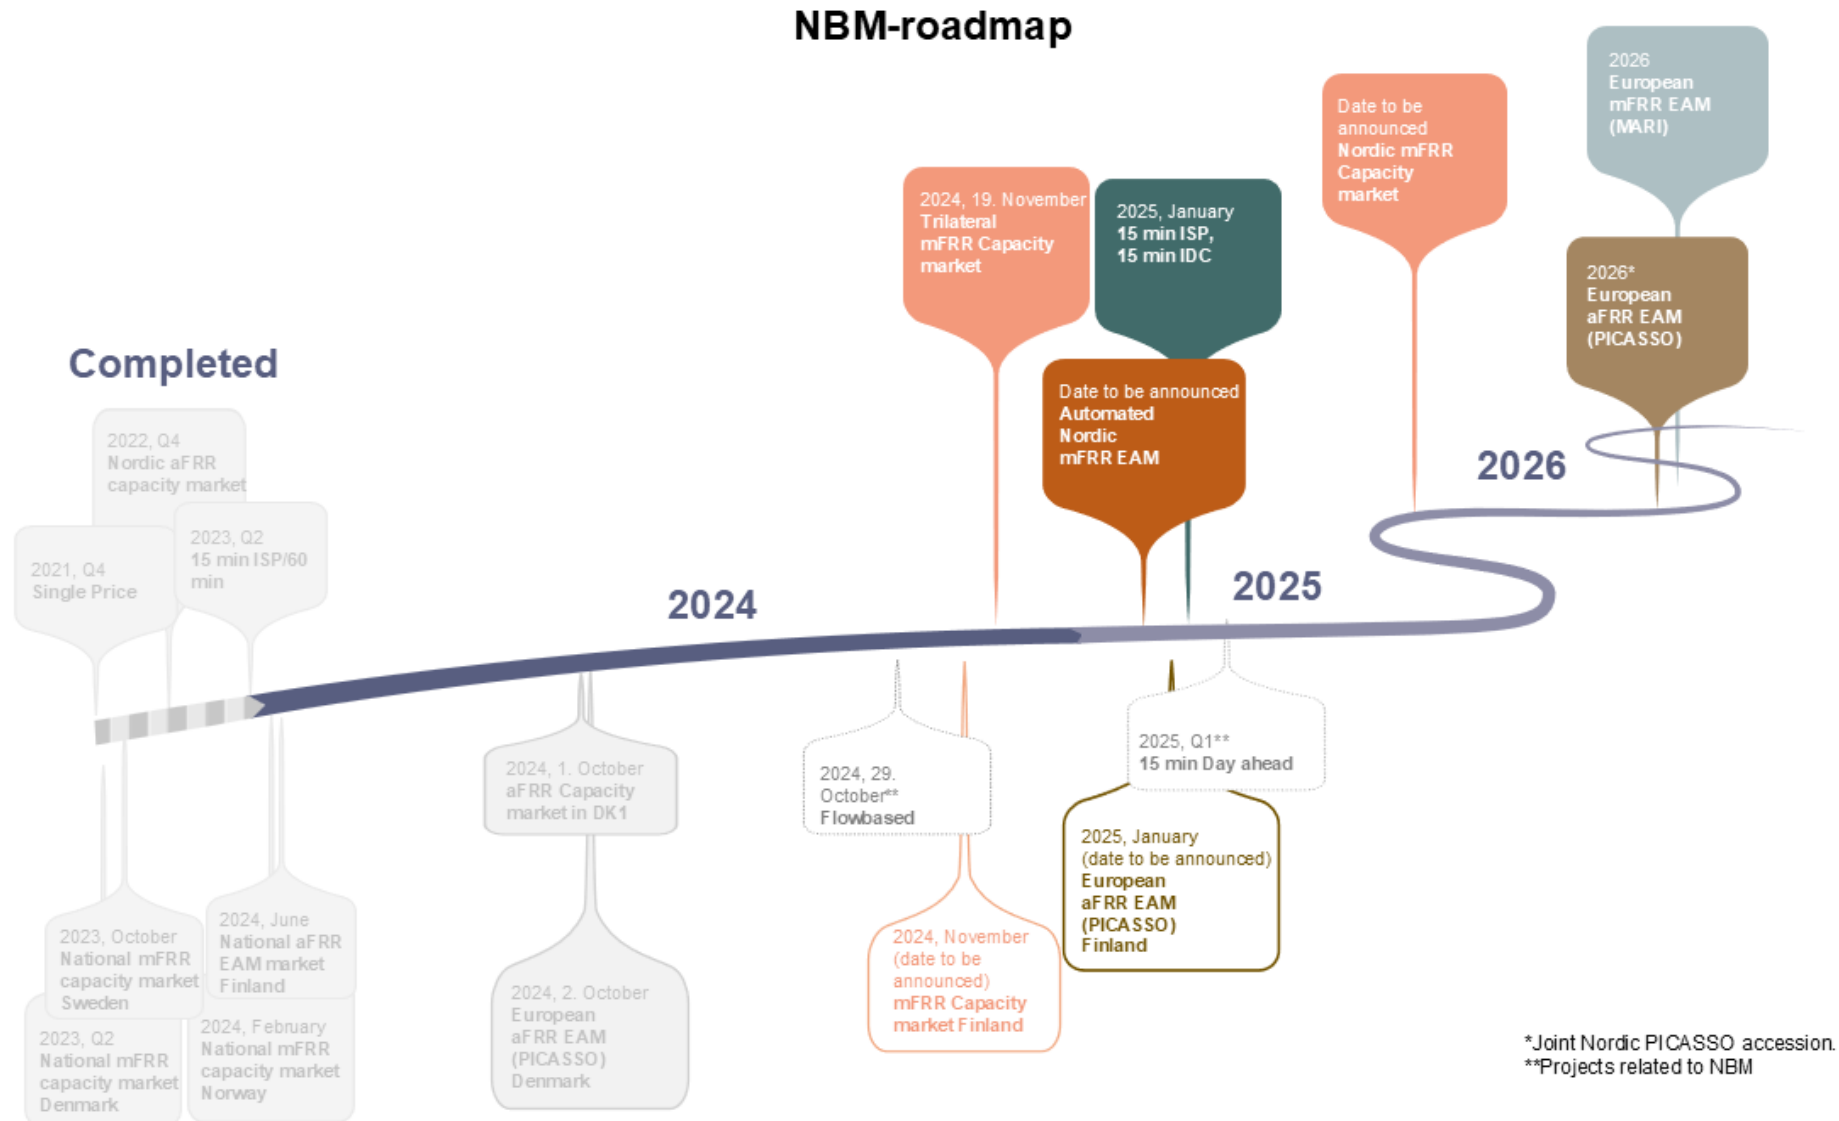 NBM-roadmap
2026
European
mFRR EAM
(MARI)
Date to be
announced
Nordic mFRR
Capacity
market
2024, 19. November
Trilateral
mFRR Capacity
market
2025, January
15 min ISP,
15 min IDC
2026*
European
aFRR EAM
(PICASSO)
Completed
Date to be announced
Automated
Nordic
mFRR EAM
2022, Q4
Nordic aFRR
capacity market
2023, Q2
15 min ISP/60
min
2021, Q4
Single Price
2024
2025
2026
2024, 1. October
aFRR Capacity
market in DK1
2024, 29.
October**
Flowbased
2025, Q1**
15 min Day ahead
2025, January
(date to be announced)
European
aFRR EAM
(PICASSO)
Finland
2023, October
National mFRR
capacity market
Sweden
2024, June
National aFRR
EAM market
Finland
2023, Q2
National mFRR
capacity market
Denmark
2024, February
National mFRR
capacity market
Norway
2024, 2. October
European
aFRR EAM
(PICASSO)
Denmark
2024, November
(date to be
announced)
mFRR Capacity
market Finland
*Joint Nordic PICASSO accession.
**Projects related to NBM